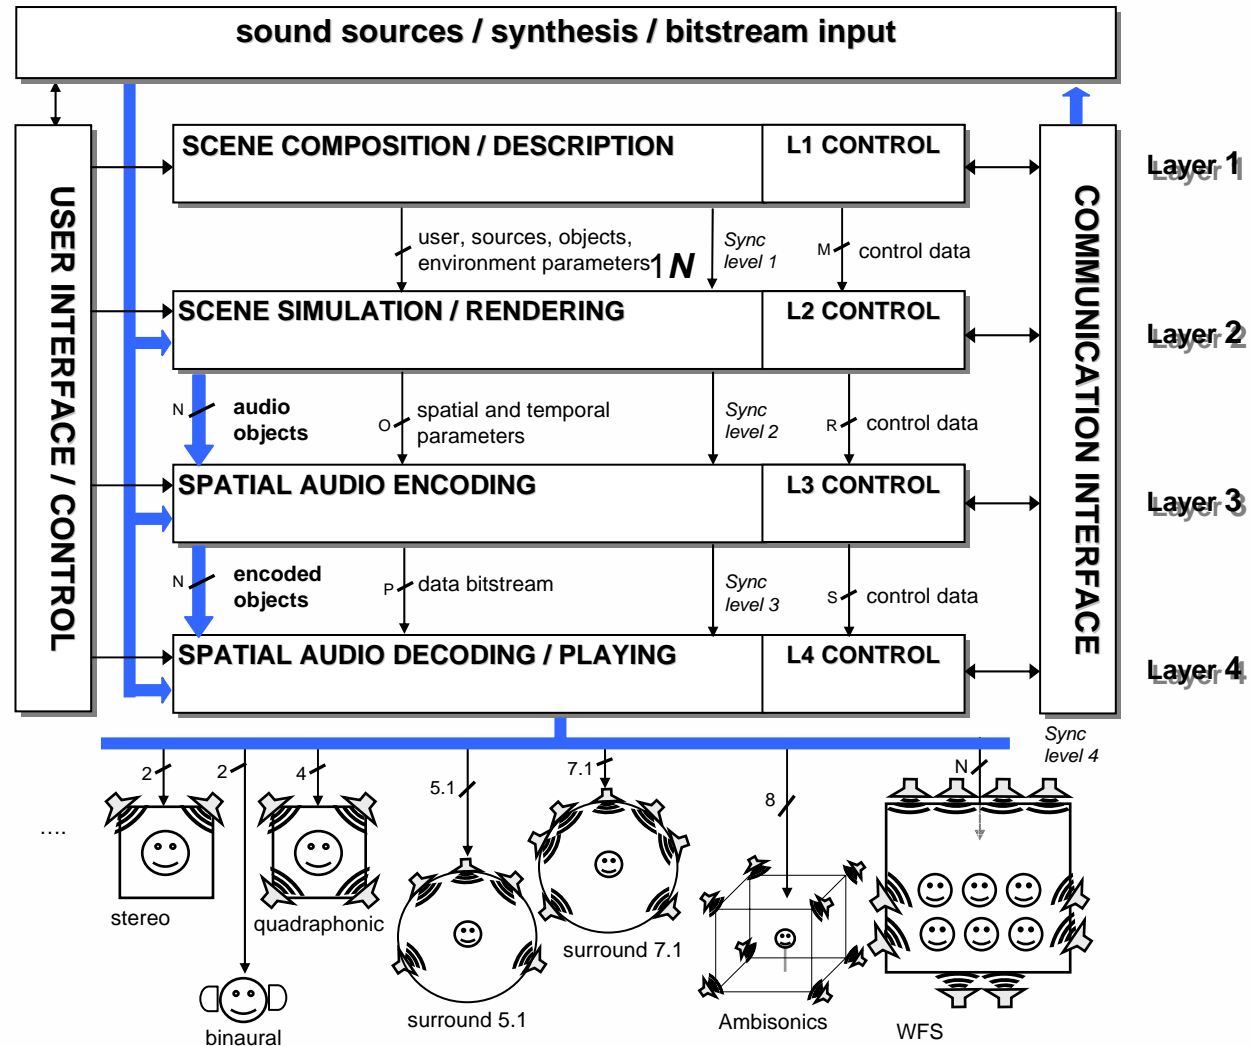 sound sources / synthesis / bitstream input
SCENE COMPOSITION / DESCRIPTION
L1 CONTROL
Layer 1
USER INTERFACE / CONTROL
COMMUNICATION INTERFACE
user, sources, objects,
environment parameters
1N
Sync
level 1
M
control data
SCENE SIMULATION / RENDERING
L2 CONTROL
Layer 2
N
audio
objects
O
spatial and temporal
parameters
Sync
level 2
R
control data
SPATIAL AUDIO ENCODING
L3 CONTROL
Layer 3
N
encoded
objects
P
data bitstream
Sync
level 3
S
control data
SPATIAL AUDIO DECODING / PLAYING
L4 CONTROL
Layer 4
Sync
level 4
2
2
4
5.1
7.1
8
N
....
stereo
quadraphonic
binaural
surround 5.1
surround 7.1
Ambisonics
WFS